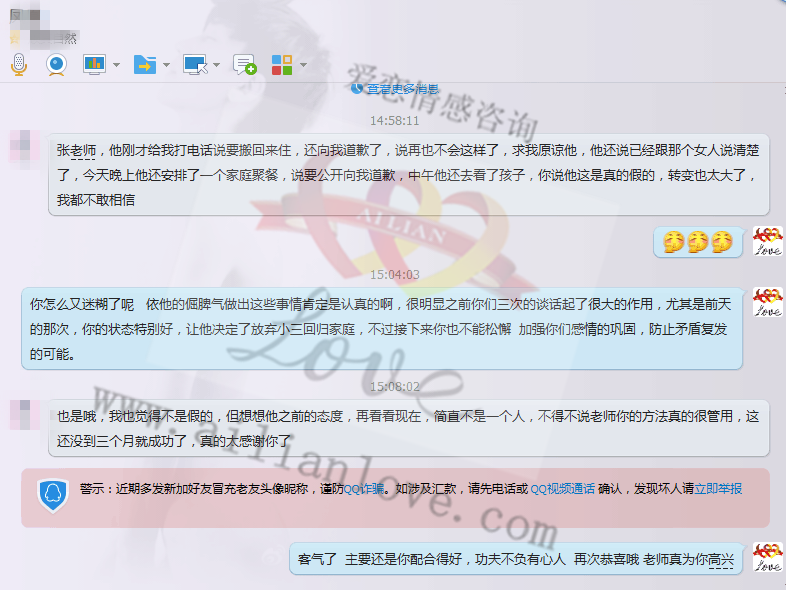 当然
爱恋情感咨询
查看更多消息
14:58:11
张老师，他刚才给我打电话说要搬回来住，还向我道歉了，说再也不会这样了，求我原谅他，他还说已经跟那个女人说清楚
了，今天晚上他还安排了一个家庭聚餐，说要公开向我道歉，中午他还去看了孩子，你说他这是真的假的，转变也太大了，
我都不敢相信
AILIAN
Love
15:04:03
Love
你怎么又迷糊了呢 依他的倔脾气做出这些事情肯定是认真的啊，很明显之前你们三次的谈话起了很大的作用，尤其是前天
的那次，你的状态特别好，让他决定了放弃小三回归家庭，不过接下来你也不能松懈 加强你们感情的巩固，防止矛盾复发
的可能。
Love
15:08:02
www.ailianlove.com
也是哦，我也觉得不是假的，但想想他之前的态度，再看看现在，简直不是一个人，不得不说老师你的方法真的很管用，这
还没到三个月就成功了，真的太感谢你了
警示：近期多发新加好友冒充老友头像昵称，谨防QQ诈骗。如涉及汇款，请先电话或 QQ视频通话 确认，发现坏人请立即举报
客气了 主要还是你配合得好，功夫不负有心人 再次恭喜哦 老师真为你高兴
Love